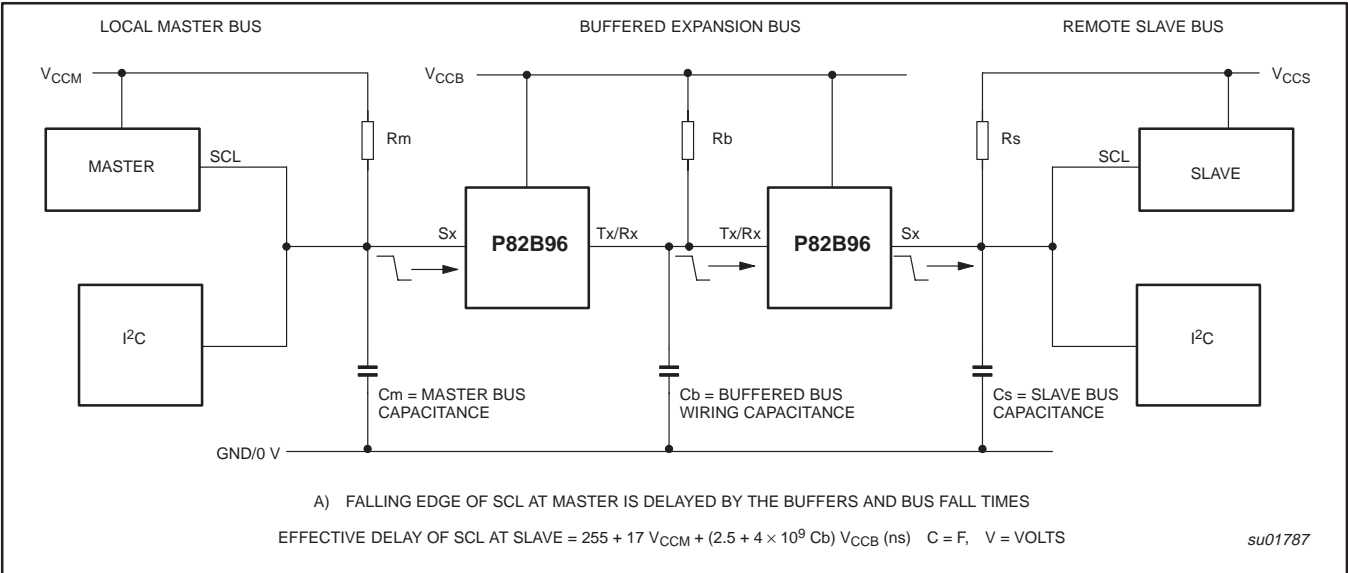 LOCAL MASTER BUS
BUFFERED EXPANSION BUS
REMOTE SLAVE BUS
VCCM
VCCB
VCCS
MASTER
SCL
Rm
Rb
Rs
SCL
SLAVE
Sx
P82B96
Tx/Rx
Tx/Rx
P82B96
Sx
I²C
I²C
Cm = MASTER BUS
CAPACITANCE
Cb = BUFFERED BUS
WIRING CAPACITANCE
Cs = SLAVE BUS
CAPACITANCE
GND/0 V
A) FALLING EDGE OF SCL AT MASTER IS DELAYED BY THE BUFFERS AND BUS FALL TIMES
EFFECTIVE DELAY OF SCL AT SLAVE = 255 + 17 VCCM + (2.5 + 4 × 10⁹ Cb) VCCB (ns) C = F, V = VOLTS
su01787